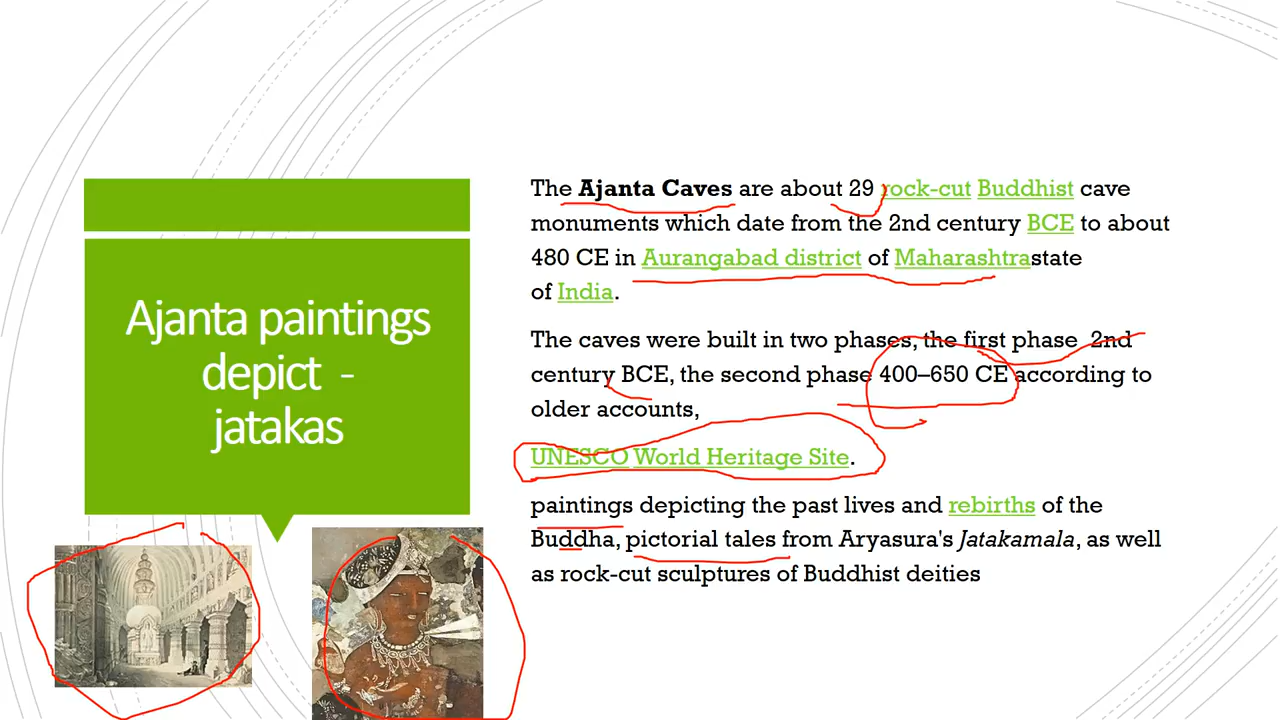 Ajanta paintings
depict -
jatakas
The Ajanta Caves are about 29 rock-cut Buddhist cave
monuments which date from the 2nd century BCE to about
480 CE in Aurangabad district of Maharashtrastate
of India.
The caves were built in two phases, the first phase 2nd
century BCE, the second phase 400–650 CE according to
older accounts,
UNESCO World Heritage Site.
paintings depicting the past lives and rebirths of the
Buddha, pictorial tales from Aryasura's Jatakamala, as well
as rock-cut sculptures of Buddhist deities